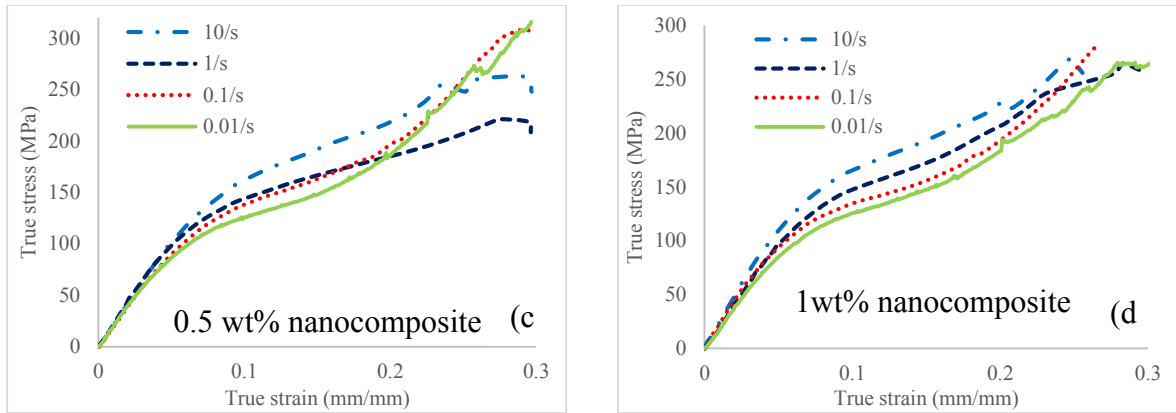 300
250
200
150
100
50
0
True stress (MPa)
10/s
1/s
0.1/s
0.01/s
0.5 wt% nanocomposite
(c
0
0.1
0.2
0.3
True strain (mm/mm)
300
250
200
150
100
50
0
True stress (MPa)
10/s
1/s
0.1/s
0.01/s
1wt% nanocomposite
(d
0
0.1
0.2
0.3
True strain (mm/mm)